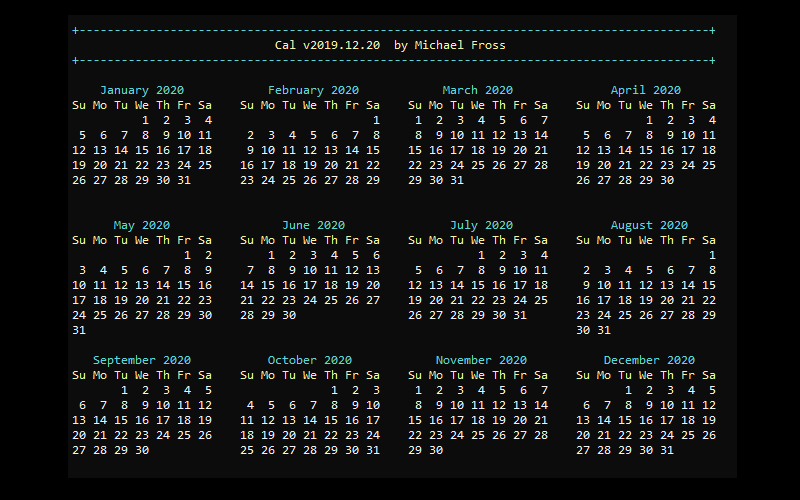 +------------------------------------------------------------------------------------------+
Cal v2019.12.20  by Michael Fross
+------------------------------------------------------------------------------------------+
    January 2020            February 2020            March 2020              April 2020
Su Mo Tu We Th Fr Sa    Su Mo Tu We Th Fr Sa    Su Mo Tu We Th Fr Sa    Su Mo Tu We Th Fr Sa
          1  2  3  4                       1     1  2  3  4  5  6  7              1  2  3  4
 5  6  7  8  9 10 11     2  3  4  5  6  7  8     8  9 10 11 12 13 14     5  6  7  8  9 10 11
12 13 14 15 16 17 18     9 10 11 12 13 14 15    15 16 17 18 19 20 21    12 13 14 15 16 17 18
19 20 21 22 23 24 25    16 17 18 19 20 21 22    22 23 24 25 26 27 28    19 20 21 22 23 24 25
26 27 28 29 30 31       23 24 25 26 27 28 29    29 30 31                26 27 28 29 30
      May 2020                June 2020               July 2020              August 2020
Su Mo Tu We Th Fr Sa    Su Mo Tu We Th Fr Sa    Su Mo Tu We Th Fr Sa    Su Mo Tu We Th Fr Sa
                1  2        1  2  3  4  5  6              1  2  3  4                       1
 3  4  5  6  7  8  9     7  8  9 10 11 12 13     5  6  7  8  9 10 11     2  3  4  5  6  7  8
10 11 12 13 14 15 16    14 15 16 17 18 19 20    12 13 14 15 16 17 18     9 10 11 12 13 14 15
17 18 19 20 21 22 23    21 22 23 24 25 26 27    19 20 21 22 23 24 25    16 17 18 19 20 21 22
24 25 26 27 28 29 30    28 29 30                26 27 28 29 30 31       23 24 25 26 27 28 29
31                                                                      30 31
   September 2020           October 2020            November 2020           December 2020
Su Mo Tu We Th Fr Sa    Su Mo Tu We Th Fr Sa    Su Mo Tu We Th Fr Sa    Su Mo Tu We Th Fr Sa
       1  2  3  4  5                 1  2  3     1  2  3  4  5  6  7           1  2  3  4  5
 6  7  8  9 10 11 12     4  5  6  7  8  9 10     8  9 10 11 12 13 14     6  7  8  9 10 11 12
13 14 15 16 17 18 19    11 12 13 14 15 16 17    15 16 17 18 19 20 21    13 14 15 16 17 18 19
20 21 22 23 24 25 26    18 19 20 21 22 23 24    22 23 24 25 26 27 28    20 21 22 23 24 25 26
27 28 29 30             25 26 27 28 29 30 31    29 30                   27 28 29 30 31